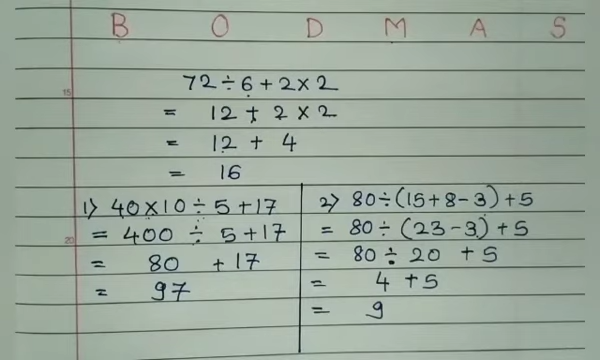 B O D M A S
72÷6+2×2
= 12 + 2 × 2
= 12 + 4
= 16
1) 40×10÷5+17
= 400 ÷ 5+17
= 80 +17
= 97
2) 80÷(15+8-3)+5
= 80÷(23-3)+5
= 80÷20 +5
= 4+5
= 9
15
20